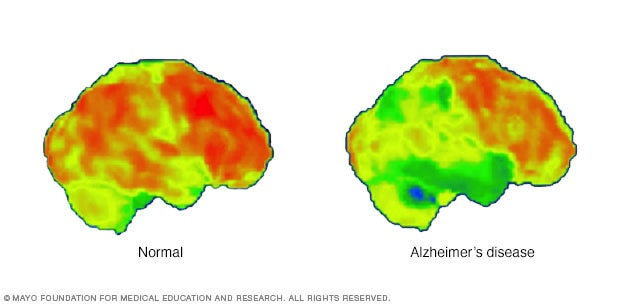 Normal
Alzheimer's disease
© MAYO FOUNDATION FOR MEDICAL EDUCATION AND RESEARCH. ALL RIGHTS RESERVED.